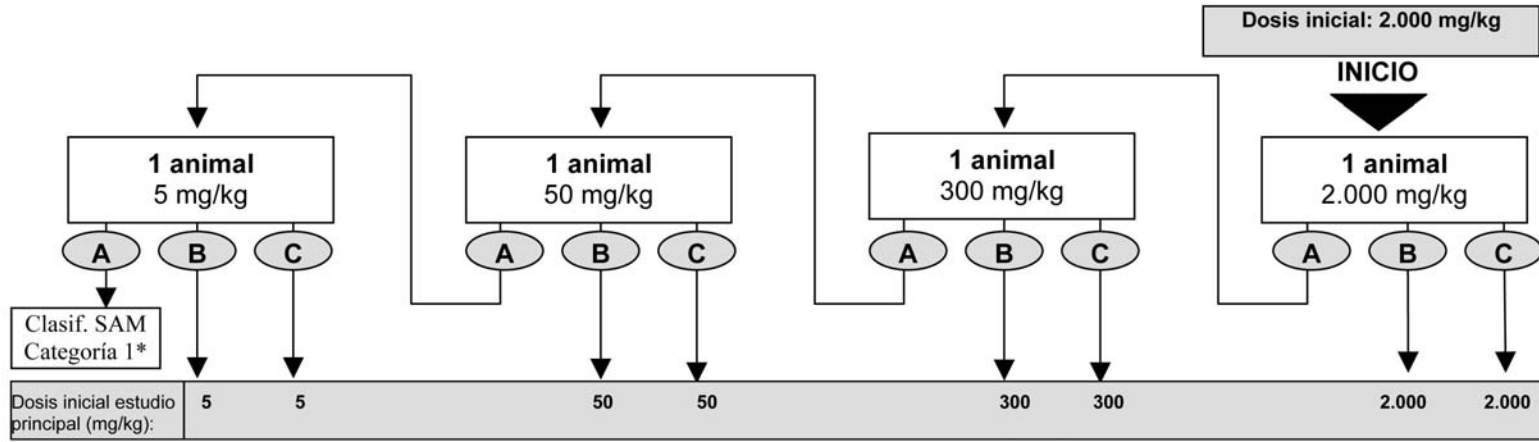 Dosis inicial: 2.000 mg/kg
INICIO
1 animal
5 mg/kg
1 animal
50 mg/kg
1 animal
300 mg/kg
1 animal
2.000 mg/kg
A B C A B C A B C A B C
Clasif. SAM
Categoría 1*
Dosis inicial estudio
principal (mg/kg):
5 5 50 50 300 300 2.000 2.000